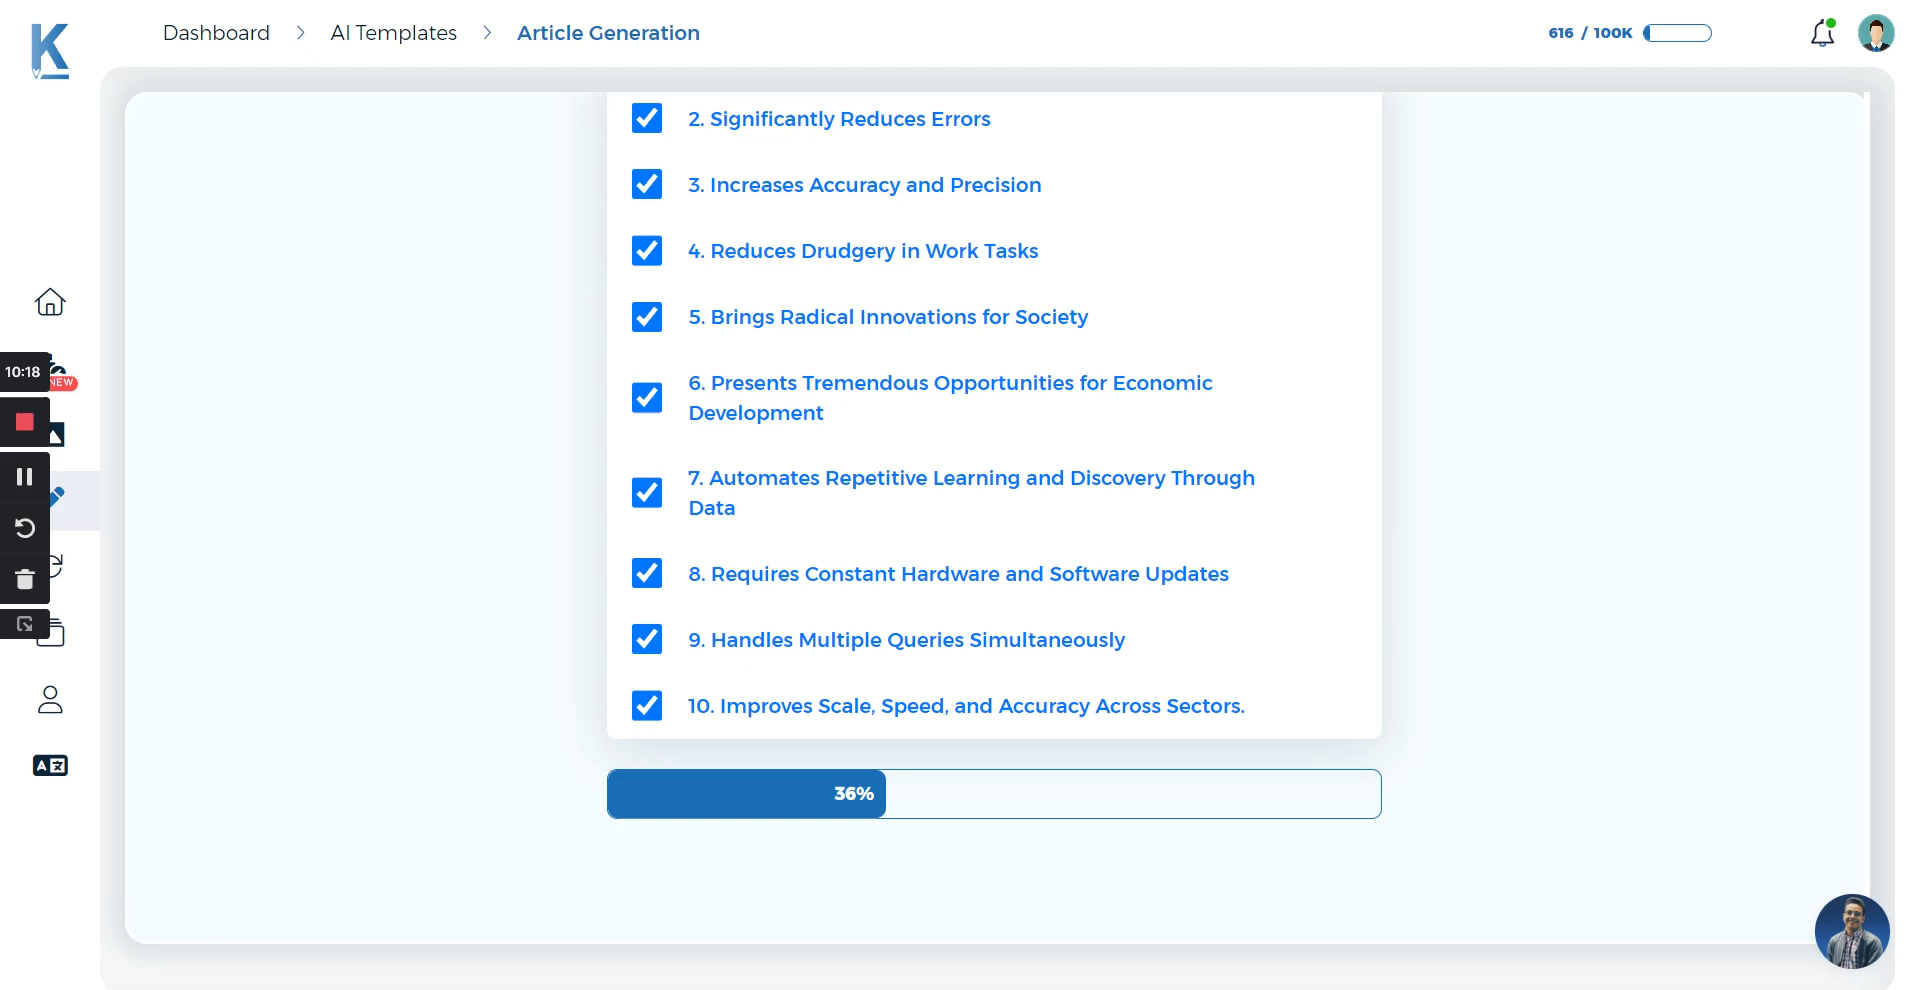 K
Dashboard > AI Templates > Article Generation
616 / 100K
2. Significantly Reduces Errors
3. Increases Accuracy and Precision
4. Reduces Drudgery in Work Tasks
5. Brings Radical Innovations for Society
10:18
NEW
6. Presents Tremendous Opportunities for Economic
Development
7. Automates Repetitive Learning and Discovery Through
Data
8. Requires Constant Hardware and Software Updates
9. Handles Multiple Queries Simultaneously
10. Improves Scale, Speed, and Accuracy Across Sectors.
A
36%